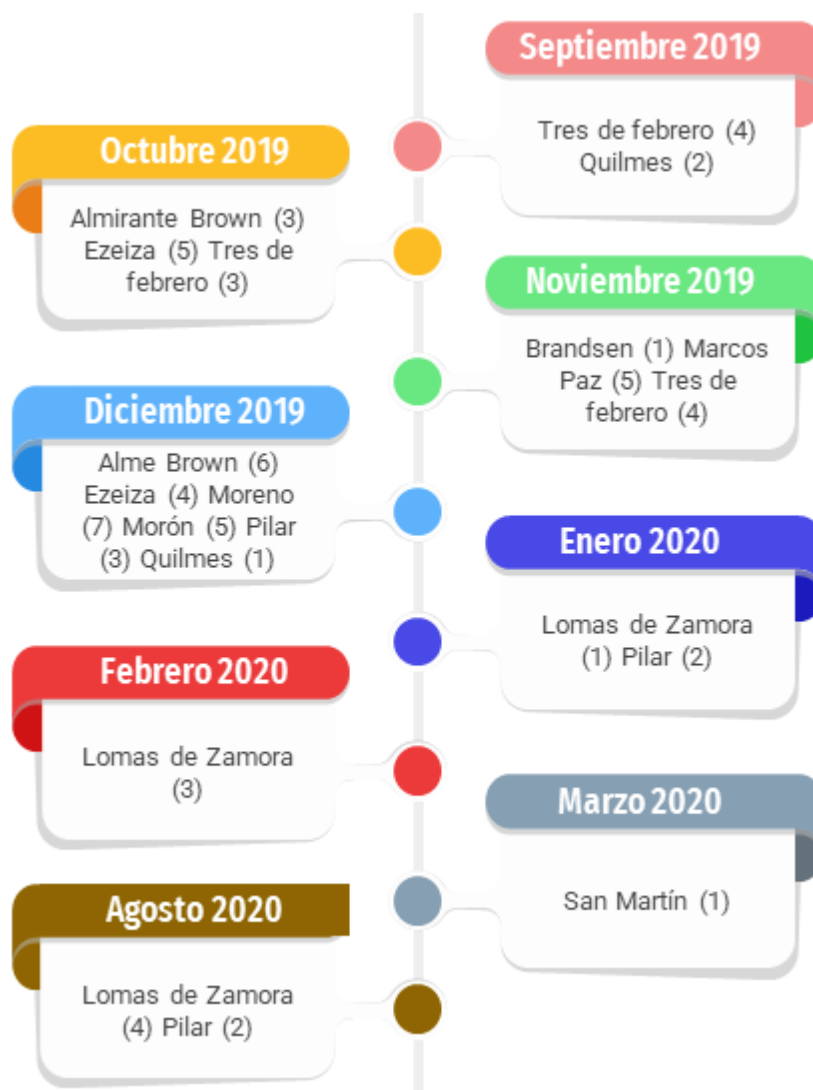 Septiembre 2019
Tres de febrero (4)
Quilmes (2)
Octubre 2019
Almirante Brown (3)
Ezeiza (5) Tres de
febrero (3)
Noviembre 2019
Brandsen (1) Marcos
Paz (5) Tres de
febrero (4)
Diciembre 2019
Alme Brown (6)
Ezeiza (4) Moreno
(7) Morón (5) Pilar
(3) Quilmes (1)
Enero 2020
Lomas de Zamora
(1) Pilar (2)
Febrero 2020
Lomas de Zamora
(3)
Marzo 2020
San Martín (1)
Agosto 2020
Lomas de Zamora
(4) Pilar (2)